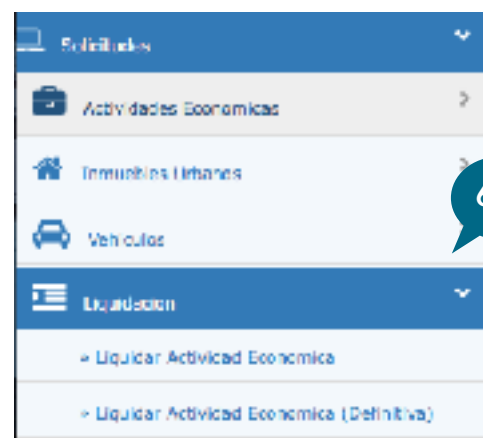 Solicitudes
Actividades Economicas
Inmuebles Urbanos
Vehiculos
Liquidacion
» Liquidar Actividad Economica
» Liquidar Actividad Economica (Definitiva)